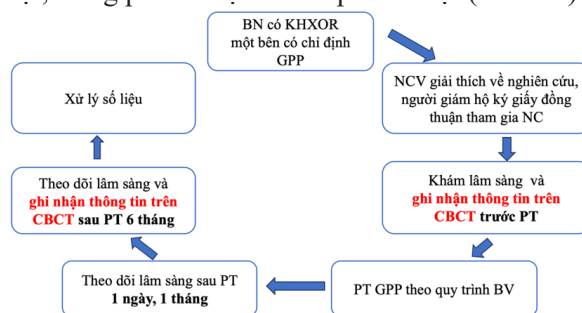 BN có KHXOR
một bên có chỉ định
GPP
NCV giải thích về nghiên cứu,
người giám hộ ký giấy đồng
thuận tham gia NC
Khám lâm sàng và
ghi nhận thông tin trên
CBCT trước PT
PT GPP theo quy trình BV
Theo dõi lâm sàng sau PT
1 ngày, 1 tháng
Theo dõi lâm sàng và
ghi nhận thông tin trên
CBCT sau PT 6 tháng
Xử lý số liệu